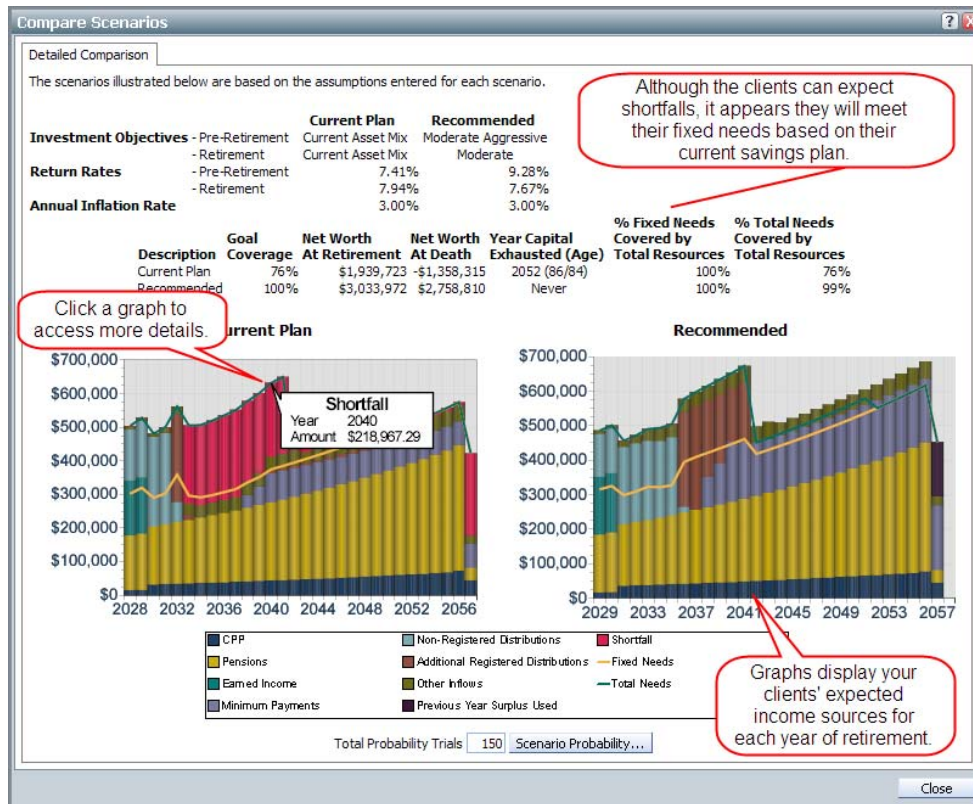 Compare Scenarios
?
Detailed Comparison
The scenarios illustrated below are based on the assumptions entered for each scenario.
Although the clients can expect
shortfalls, it appears they will meet
their fixed needs based on their
current savings plan.
Current Plan Recommended
Investment Objectives - Pre-Retirement Current Asset Mix Moderate Aggressive
- Retirement Current Asset Mix Moderate
Return Rates - Pre-Retirement 7.41% 9.28%
- Retirement 7.94% 7.67%
Annual Inflation Rate 3.00% 3.00%
% Fixed Needs % Total Needs
Goal Net Worth Net Worth Year Capital Covered by Covered by
Description Coverage At Retirement At Death Exhausted (Age) Total Resources Total Resources
Current Plan 76% $1,939,723 -$1,358,315 2052 (86/84) 100% 76%
Recommended 100% $3,033,972 $2,758,810 Never 100% 99%
Click a graph to
access more details.
urrent Plan
Recommended
$700,000
$600,000
$500,000
$400,000
$300,000
$200,000
$100,000
$0
2028 2032 2036 2040 2044 2048 2052 2056
Shortfall
Year 2040
Amount $218,967.29
$700,000
$600,000
$500,000
$400,000
$300,000
$200,000
$100,000
$0
2029 2033 2037 2041 2045 2049 2053 2057
CPP Non-Registered Distributions Shortfall
Pensions Additional Registered Distributions Fixed Needs
Earned Income Other Inflows Total Needs
Minimum Payments Previous Year Surplus Used
Graphs display your
clients' expected
income sources for
each year of retirement.
Total Probability Trials 150 Scenario Probability...
Close